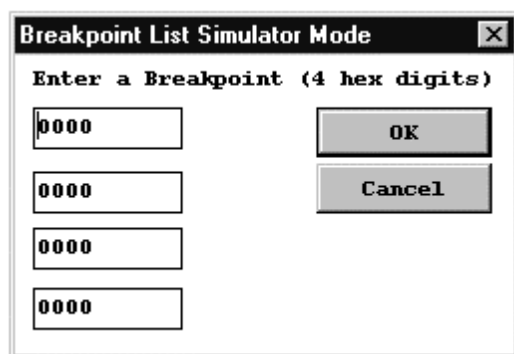 Breakpoint List Simulator Mode
Enter a Breakpoint (4 hex digits)
0000
OK
0000
Cancel
0000
0000